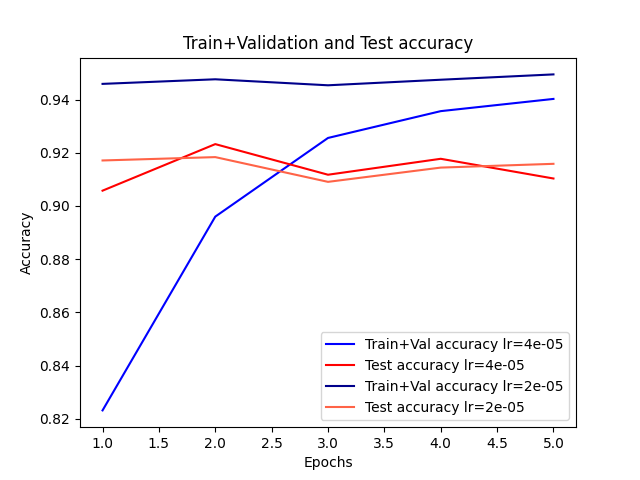 Train+Validation and Test accuracy
Accuracy
0.94
0.92
0.90
0.88
0.86
0.84
0.82
Train+Val accuracy lr=4e-05
Test accuracy lr=4e-05
Train+Val accuracy lr=2e-05
Test accuracy lr=2e-05
1.0 1.5 2.0 2.5 3.0 3.5 4.0 4.5 5.0
Epochs